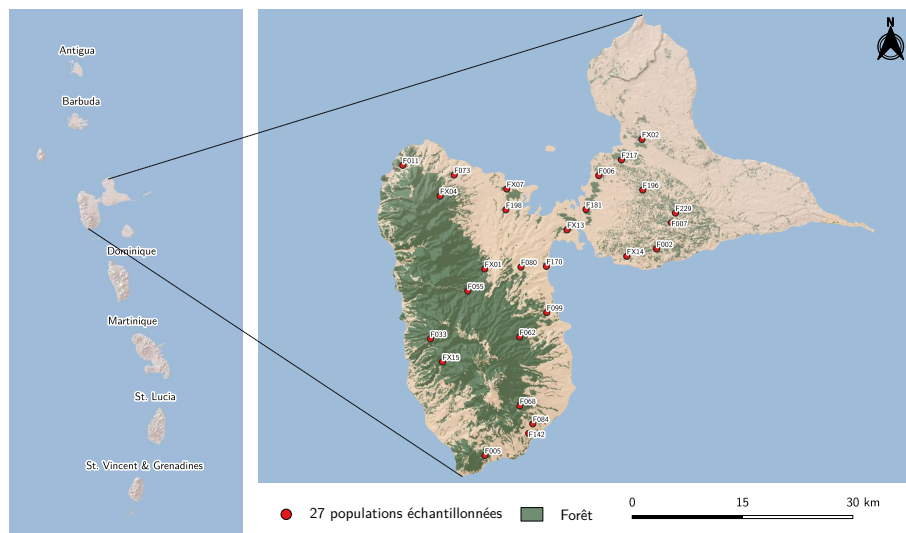 Antigua
Barbuda
Dominique
Martinique
St. Lucia
St. Vincent & Grenadines
N
FX02
F217
F011
F073
F006
FX04
FX07
F196
F198
F181
F229
F007
FX13
F002
FX14
FX01
F080
F170
F055
F099
F033
F062
FX15
F068
F084
F142
F005
27 populations échantillonnées
Forêt
0 15 30 km